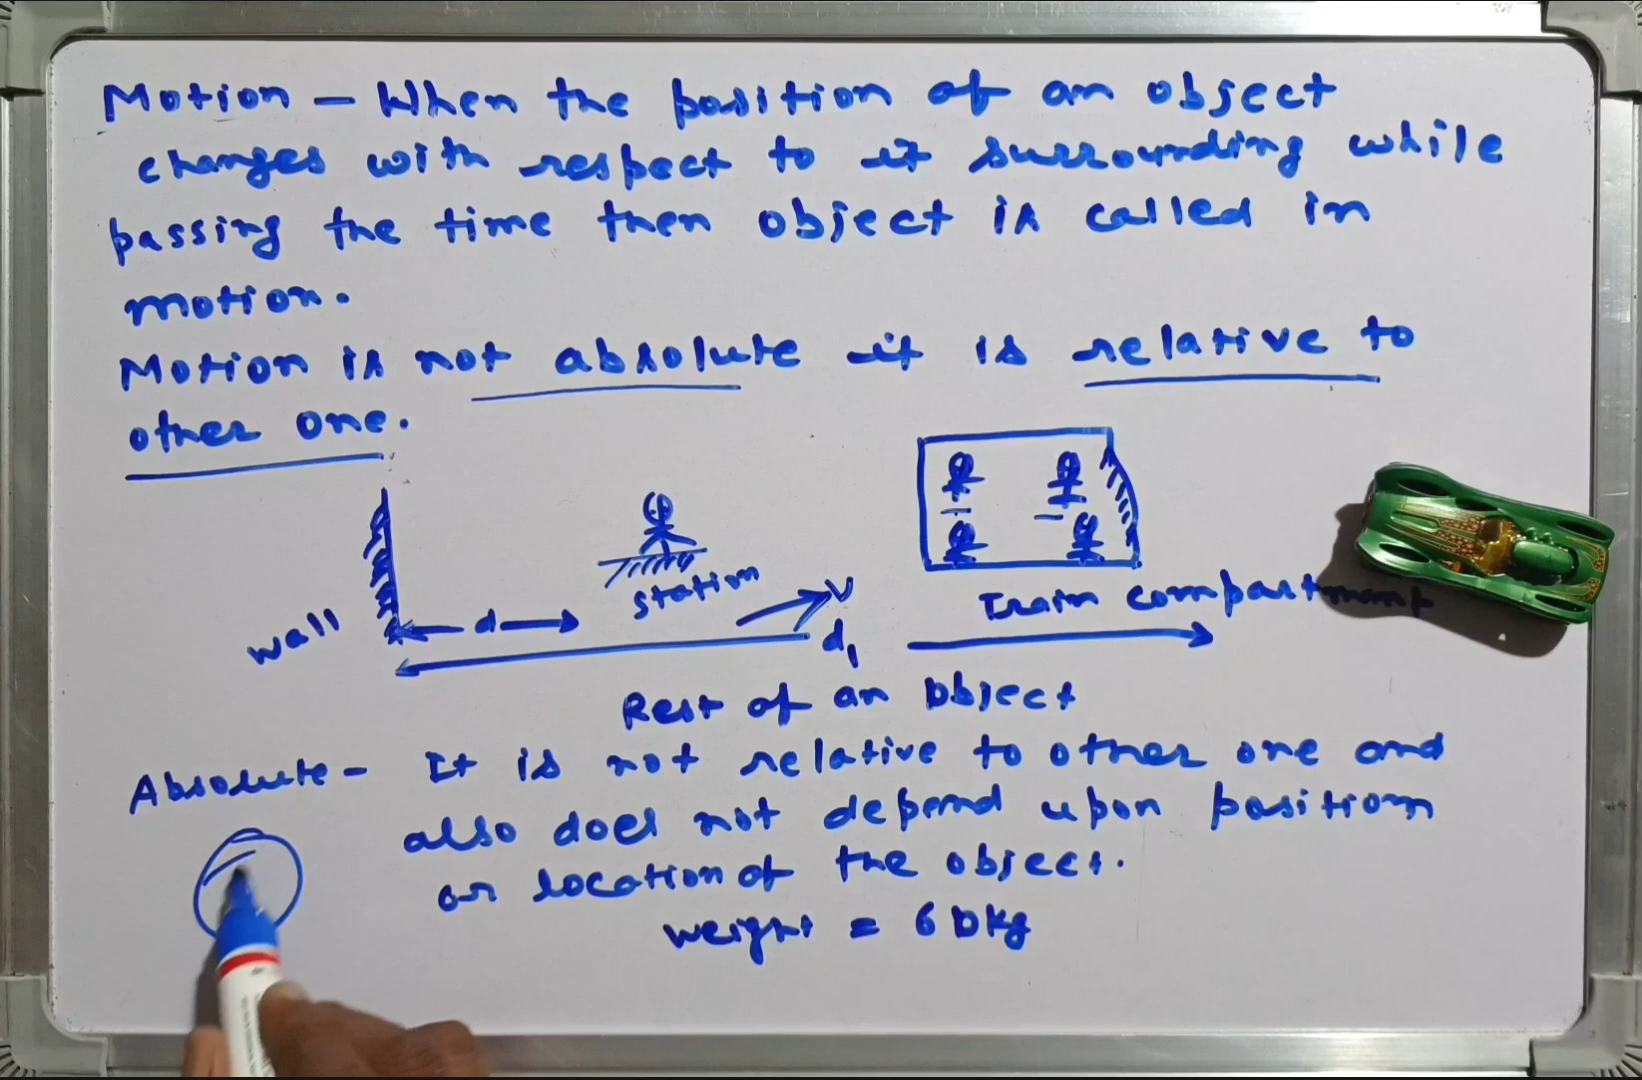 Motion - When the position of an object
changes with respect to it surrounding while
passing the time then object is called in
motion.
Motion is not absolute it is relative to
other one.
station
wall
d
v
d1
Train compartment
Rest of an Object
Absolute - It is not relative to other one and
also does not depend upon position
or location of the object.
weight = 60kg